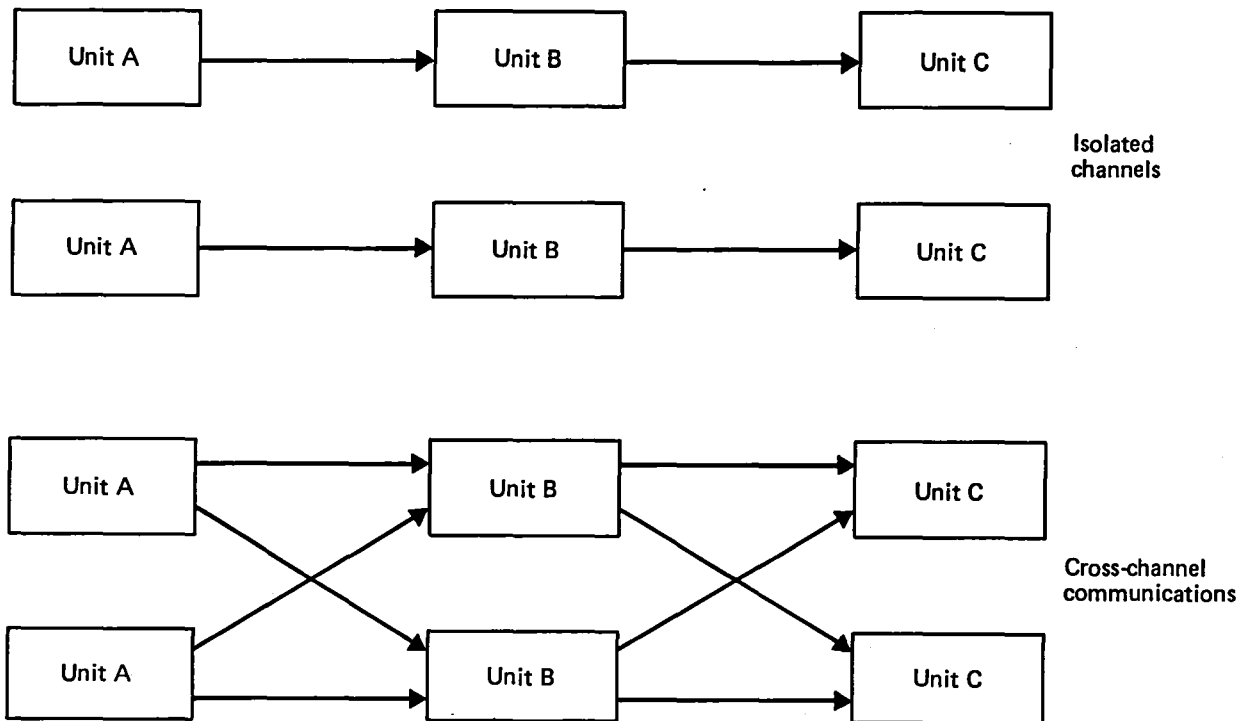 Unit A
Unit B
Unit C
Isolated
channels
Unit A
Unit B
Unit C
Unit A
Unit B
Unit C
Cross-channel
communications
Unit A
Unit B
Unit C